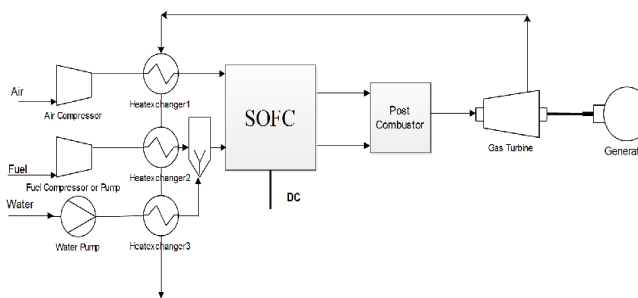 Air
Air Compressor
Heatexchanger1
Fuel
Fuel Compressor or Pump
Heatexchanger2
Water
Water Pump
Heatexchanger3
SOFC
DC
Post
Combustor
Gas Turbine
Generat